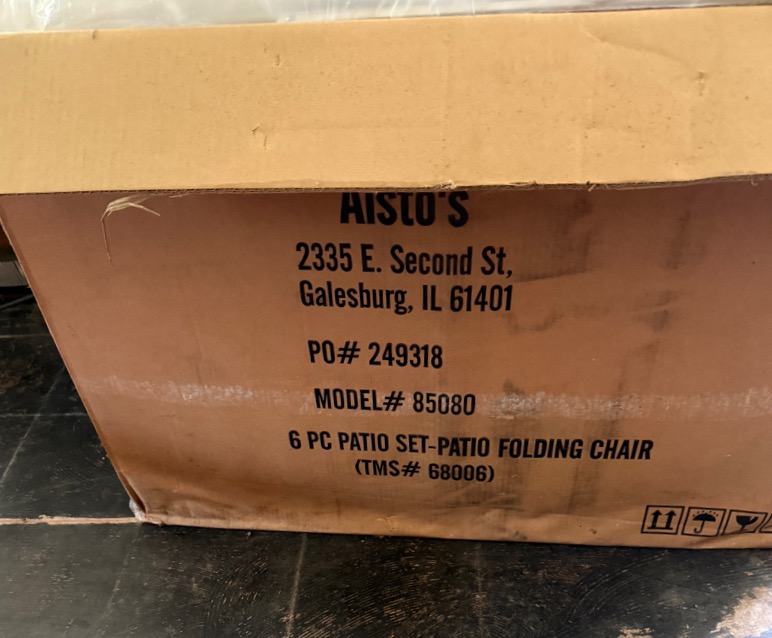 Alsto's
2335 E. Second St,
Galesburg, IL 61401
PO# 249318
MODEL# 85080
6 PC PATIO SET-PATIO FOLDING CHAIR
(TMS# 68006)